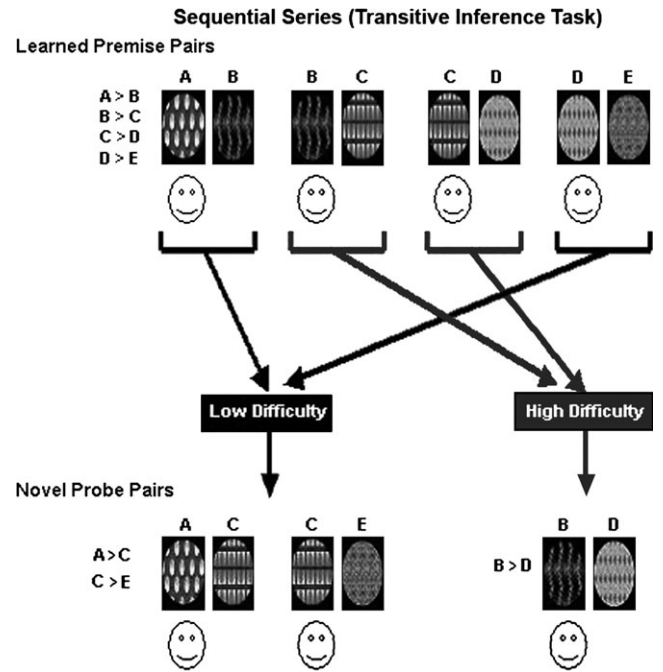 Sequential Series (Transitive Inference Task)
Learned Premise Pairs
A B B C C D D E
A > B
B > C
C > D
D > E
Low Difficulty High Difficulty
Novel Probe Pairs
A C C E B D
A>C
C >E
B > D